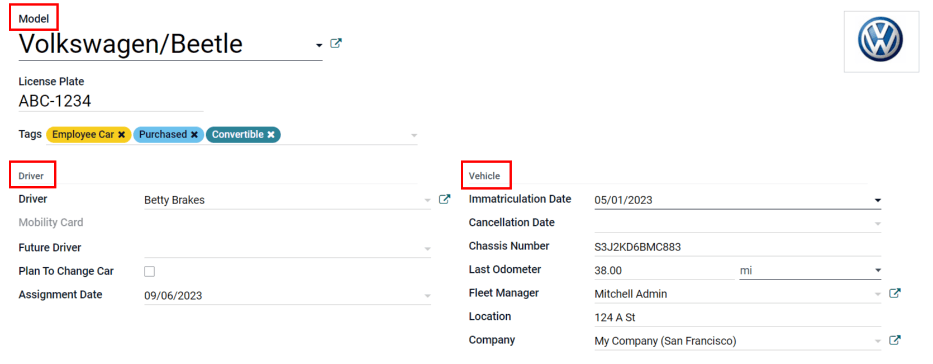 Model
Volkswagen/Beetle
License Plate
ABC-1234
Tags Employee Car ✖ Purchased ✖ Convertible ✖
Driver
Driver Betty Brakes
Mobility Card
Future Driver
Plan To Change Car
Assignment Date 09/06/2023
Vehicle
Immatriculation Date 05/01/2023
Cancellation Date
Chassis Number S3J2KD6BMC883
Last Odometer 38.00 mi
Fleet Manager Mitchell Admin
Location 124 A St
Company My Company (San Francisco)